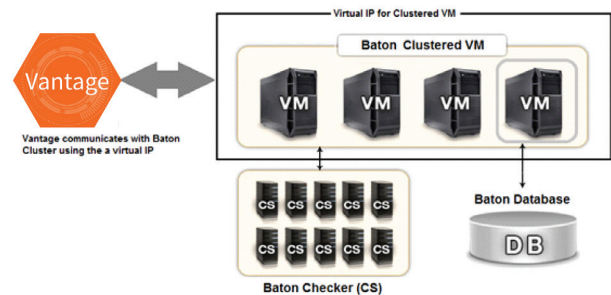 Virtual IP for Clustered VM
Baton Clustered VM
Vantage
VM VM VM VM
Vantage communicates with Baton
Cluster using the a virtual IP
CS CS CS CS CS
CS CS CS CS CS
Baton Checker (CS)
Baton Database
DB